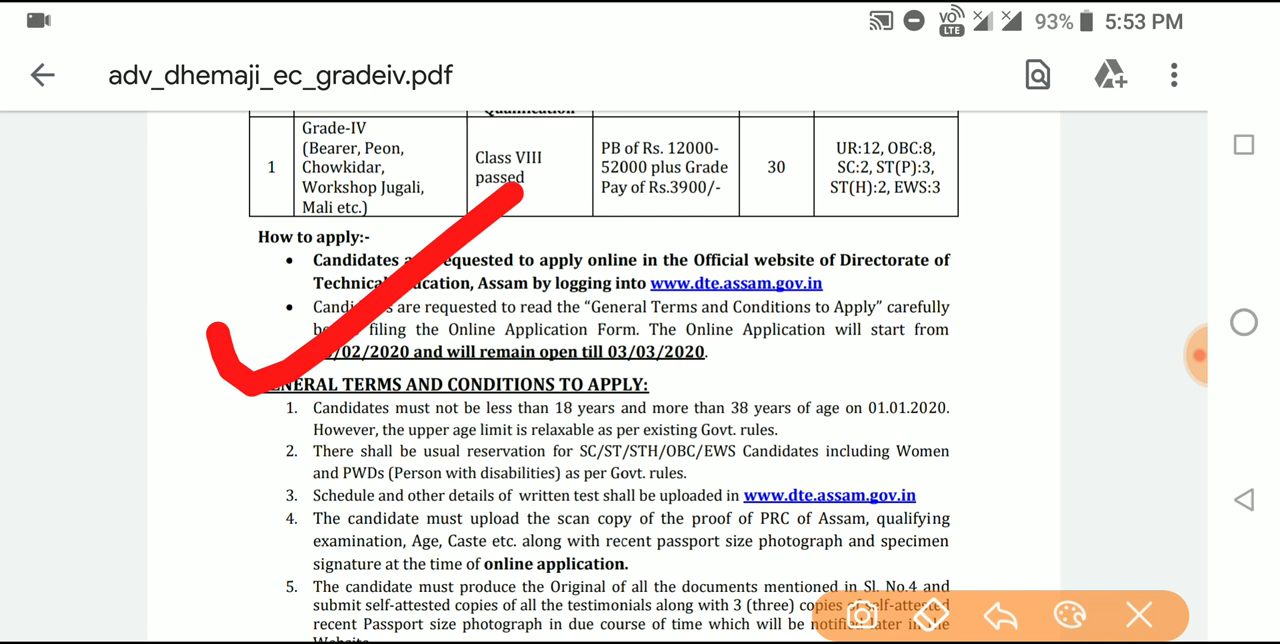 VO LTE 93% 5:53 PM
adv_dhemaji_ec_gradeiv.pdf
Qualification
1 Grade-IV (Bearer, Peon, Chowkidar, Workshop Jugali, Mali etc.) Class VIII passed PB of Rs. 12000-52000 plus Grade Pay of Rs.3900/- 30 UR:12, OBC:8, SC:2, ST(P):3, ST(H):2, EWS:3
How to apply:-
• Candidates requested to apply online in the Official website of Directorate of
Assam by logging into www.dte.assam.gov.in
• are requested to read the “General Terms and Conditions to Apply” carefully
filing the Online Application Form. The Online Application will start from
/02/2020 and will remain open till 03/03/2020.
GENERAL TERMS AND CONDITIONS TO APPLY:
1. Candidates must not be less than 18 years and more than 38 years of age on 01.01.2020.
However, the upper age limit is relaxable as per existing Govt. rules.
2. There shall be usual reservation for SC/ST/STH/OBC/EWS Candidates including Women
and PWDs (Person with disabilities) as per Govt. rules.
3. Schedule and other details of written test shall be uploaded in www.dte.assam.gov.in
4. The candidate must upload the scan copy of the proof of PRC of Assam, qualifying
examination, Age, Caste etc. along with recent passport size photograph and specimen
signature at the time of online application.
5. The candidate must produce the Original of all the documents mentioned in Sl. No.4 and
submit self-attested copies of all the testimonials along with 3 (three) copies of self-attested
recent Passport size photograph in due course of time which will be notified later in the
Website